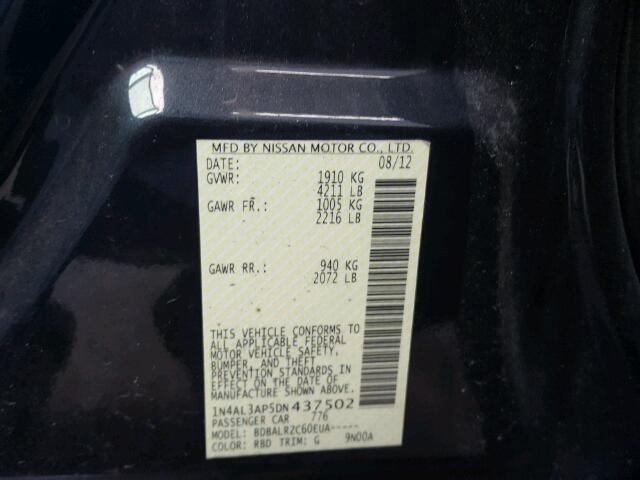 MFD BY NISSAN MOTOR CO., LTD.
DATE: 08/12
GVWR: 1910 KG
4211 LB
GAWR FR.: 1005 KG
2216 LB
GAWR RR.: 940 KG
2072 LB
THIS VEHICLE CONFORMS TO
ALL APPLICABLE FEDERAL
MOTOR VEHICLE SAFETY,
BUMPER, AND THEFT
PREVENTION STANDARDS IN
EFFECT ON THE DATE OF
MANUFACTURE SHOWN ABOVE.
1N4AL3AP5DN437502
PASSENGER CAR 776
MODEL: BDBALRZC60EUA-----
COLOR: RBD TRIM: G 9N00A